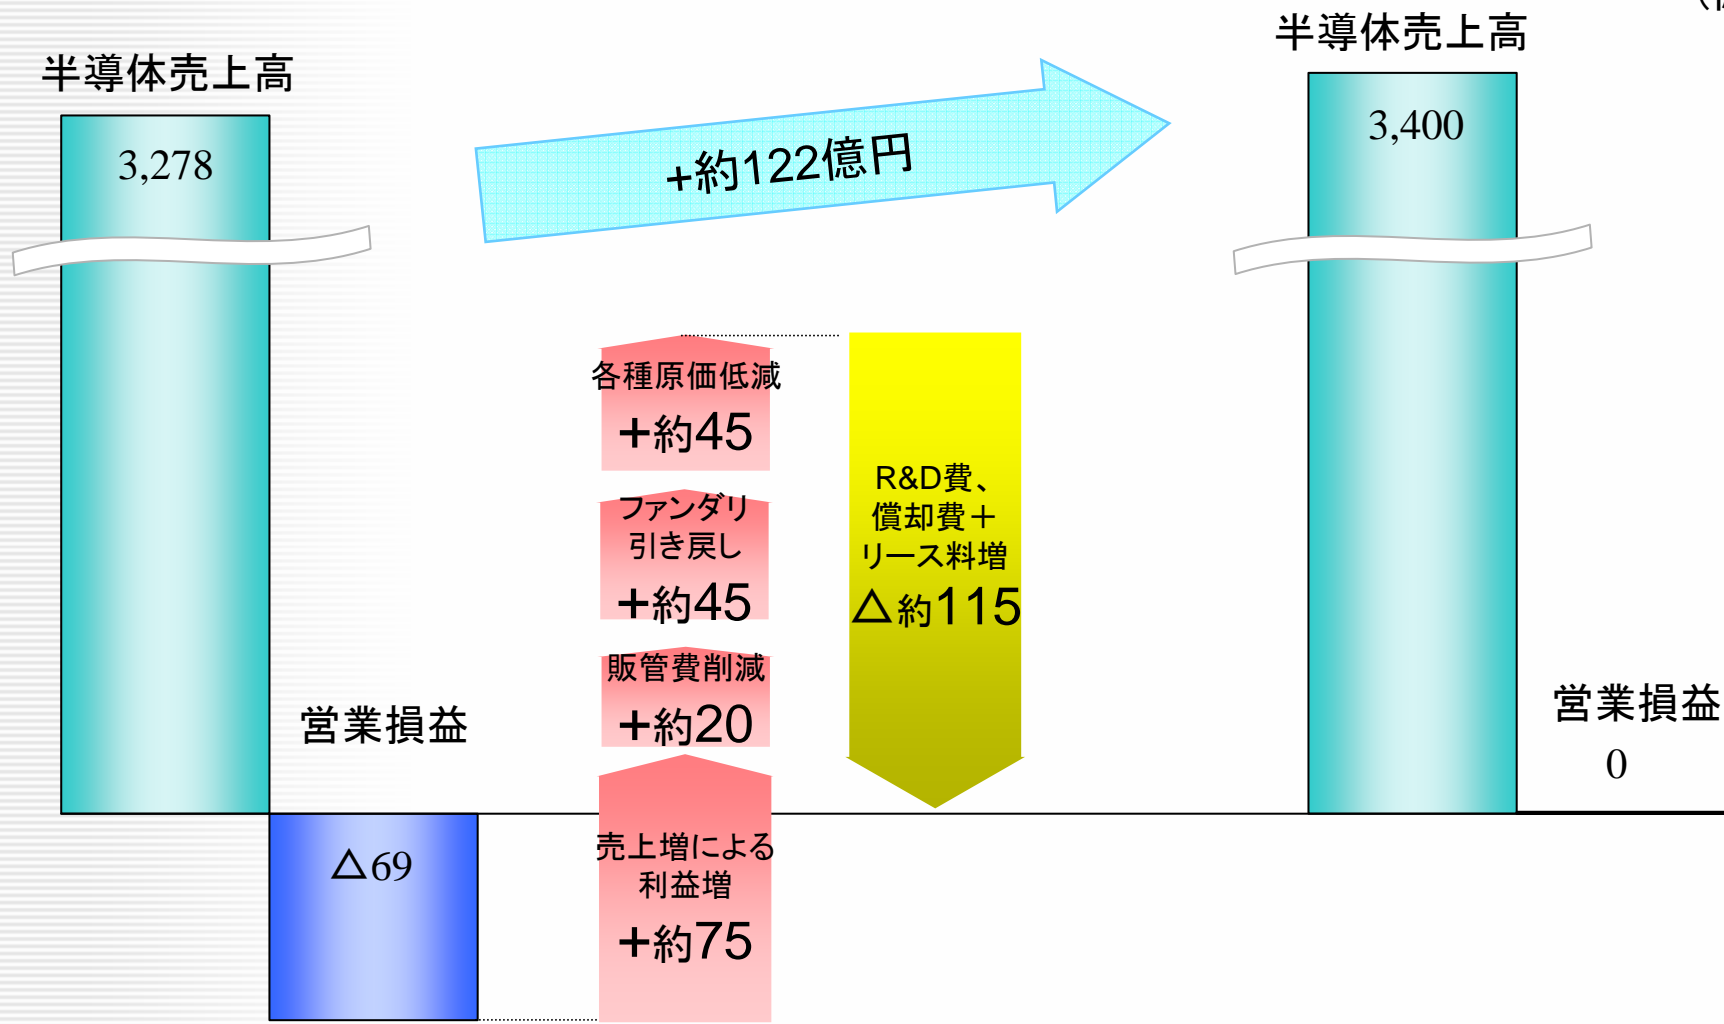 半導体売上高
3,278
+約122億円
半導体売上高
3,400
各種原価低減
+約45
ファンダリ
引き戻し
+約45
販管費削減
+約20
売上増による
利益増
+約75
R&D費、
償却費＋
リース料増
△約115
営業損益
△69
営業損益
0